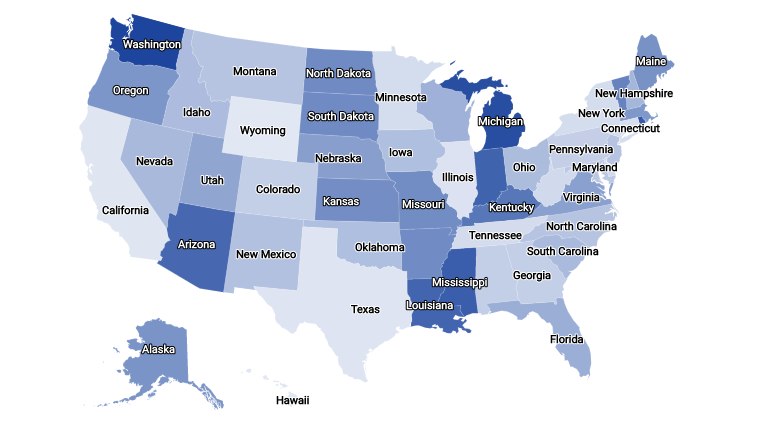 Washington
Maine
Montana
North Dakota
Oregon
Minnesota
New Hampshire
Idaho
South Dakota
New York
Michigan
Wyoming
Connecticut
Pennsylvania
Iowa
Nebraska
Nevada
Ohio
Maryland
Utah
Illinois
Colorado
Virginia
Kansas
Missouri
Kentucky
California
North Carolina
Tennessee
Arizona
Oklahoma
South Carolina
New Mexico
Georgia
Mississippi
Louisiana
Texas
Florida
Alaska
Hawaii